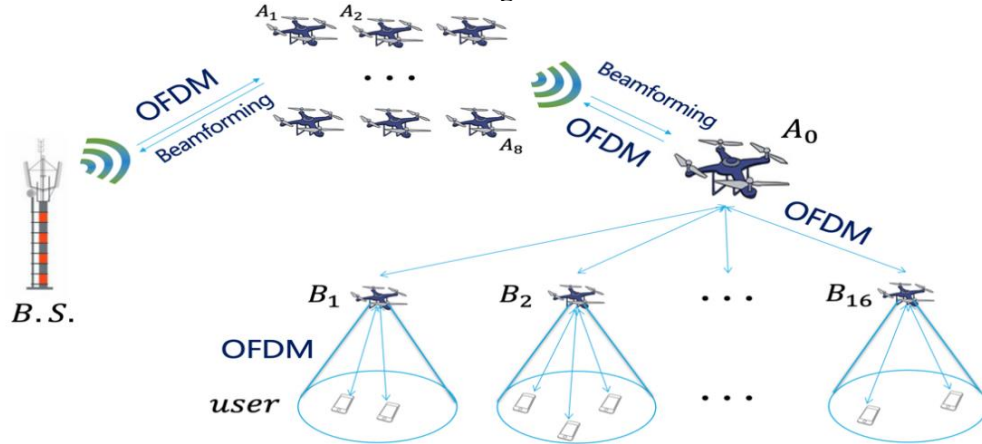 A₁
A₂
OFDM
Beamforming
. . .
A₈
Beamforming
OFDM
A₀
OFDM
B.S.
B₁
B₂
. . .
B₁₆
OFDM
user
. . .